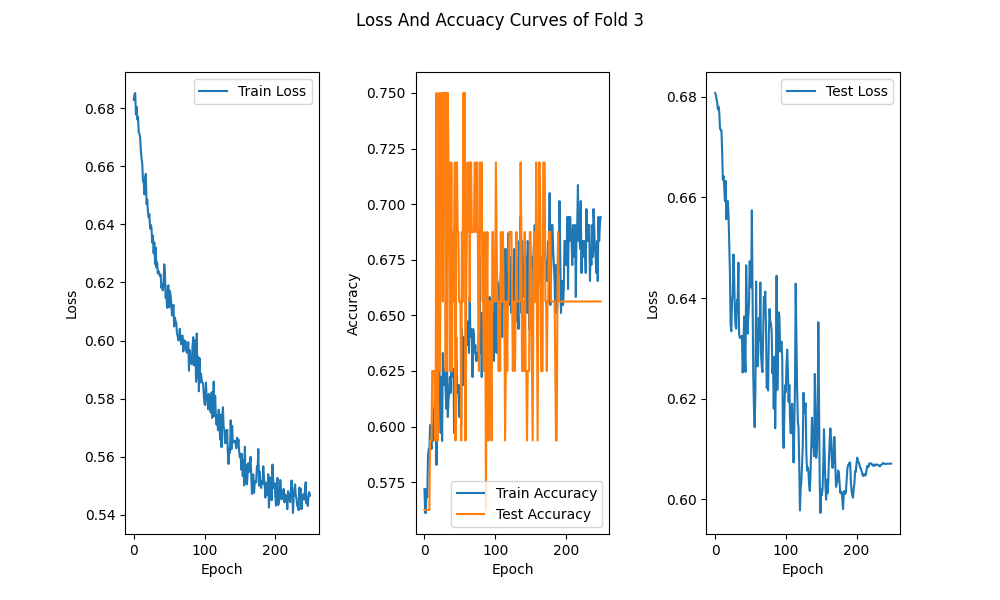 Loss And Accuacy Curves of Fold 3
Loss
0.68
0.66
0.64
0.62
0.60
0.58
0.56
0.54
Train Loss
0 100 200
Epoch
Accuracy
0.750
0.725
0.700
0.675
0.650
0.625
0.600
0.575
Train Accuracy
Test Accuracy
0 100 200
Epoch
Loss
0.68
0.66
0.64
0.62
0.60
Test Loss
0 100 200
Epoch